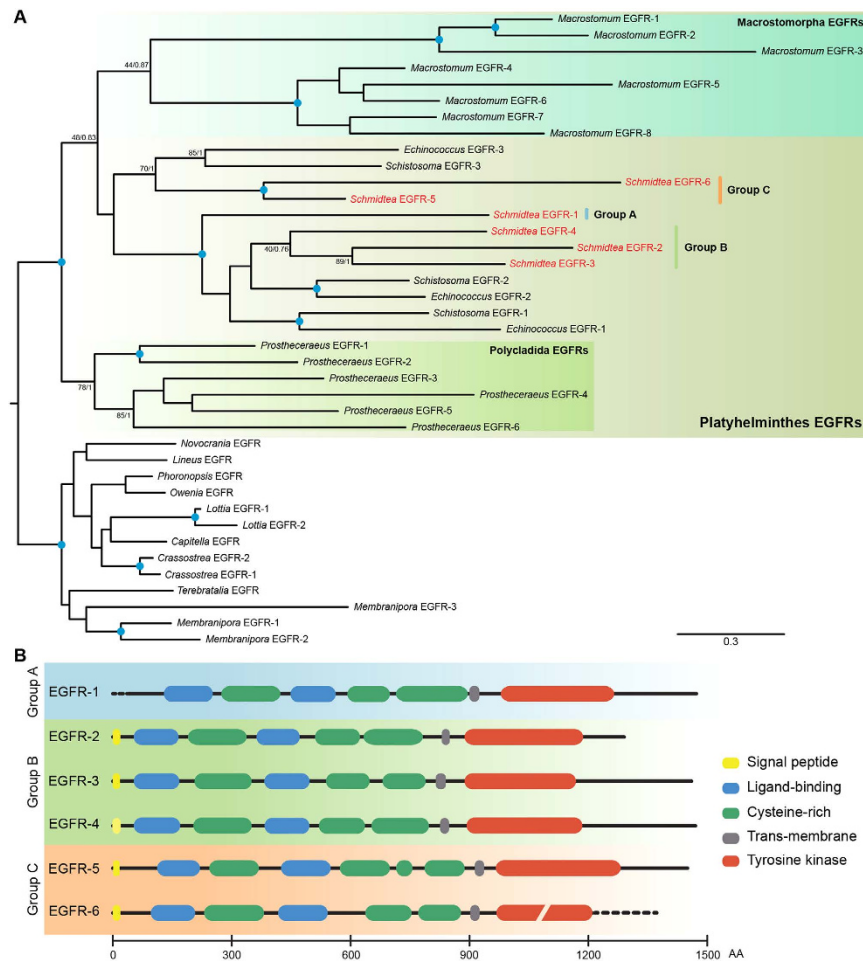 A
Macrostomum EGFR-1
Macrostomorpha EGFRs
Macrostomum EGFR-2
Macrostomum EGFR-3
44/0.87
Macrostomum EGFR-4
Macrostomum EGFR-5
Macrostomum EGFR-6
Macrostomum EGFR-7
Macrostomum EGFR-8
48/0.83
Echinococcus EGFR-3
85/1
Schistosoma EGFR-3
70/1
Schmidtea EGFR-6
Group C
Schmidtea EGFR-5
Schmidtea EGFR-1
Group A
Schmidtea EGFR-4
40/0.76
Schmidtea EGFR-2
Group B
89/1
Schmidtea EGFR-3
Schistosoma EGFR-2
Echinococcus EGFR-2
Schistosoma EGFR-1
Echinococcus EGFR-1
Prostheceraeus EGFR-1
Polycladida EGFRs
Prostheceraeus EGFR-2
Prostheceraeus EGFR-3
78/1
Prostheceraeus EGFR-4
Prostheceraeus EGFR-5
85/1
Prostheceraeus EGFR-6
Platyhelminthes EGFRs
Novocrania EGFR
Lineus EGFR
Phoronopsis EGFR
Owenia EGFR
Lottia EGFR-1
Lottia EGFR-2
Capitella EGFR
Crassostrea EGFR-2
Crassostrea EGFR-1
Terebratalia EGFR
Membranipora EGFR-3
Membranipora EGFR-1
Membranipora EGFR-2
0.3
B
Group A
EGFR-1
Group B
EGFR-2
EGFR-3
EGFR-4
Group C
EGFR-5
EGFR-6
Signal peptide
Ligand-binding
Cysteine-rich
Trans-membrane
Tyrosine kinase
0 300 600 900 1200 1500 AA